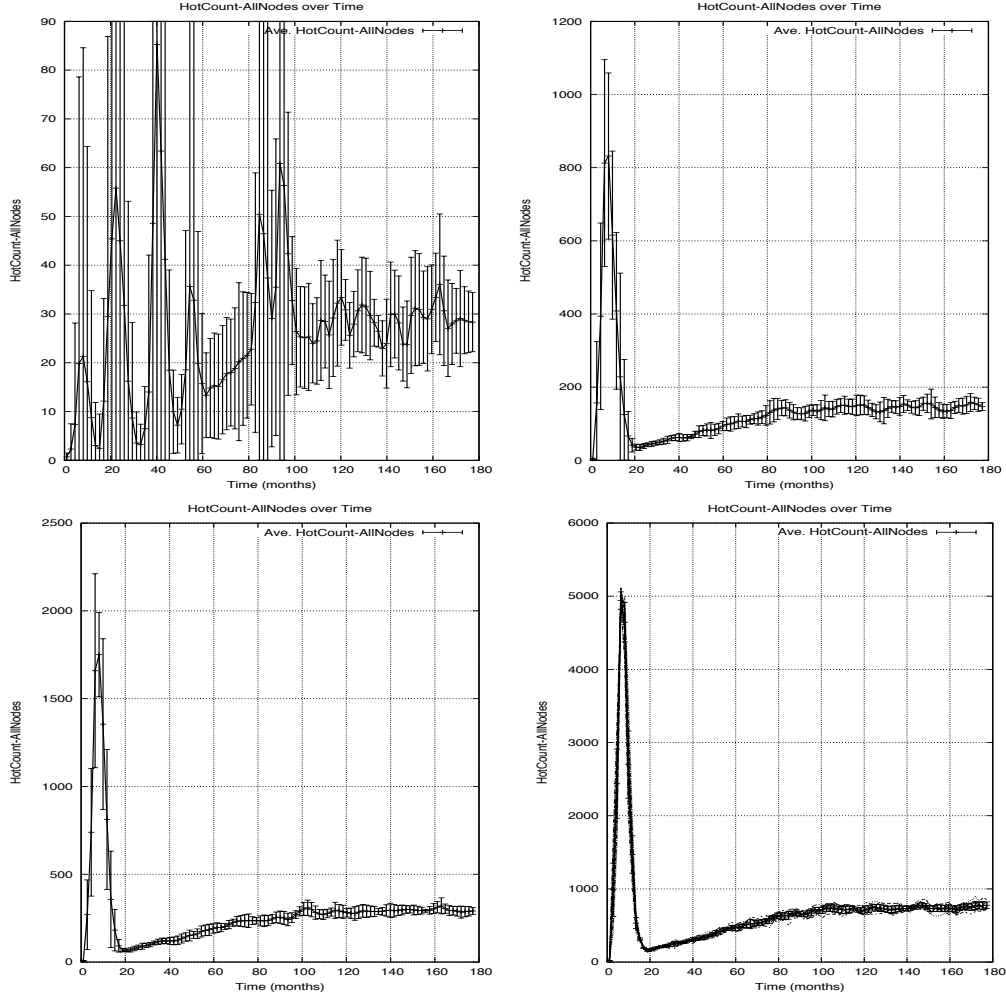 HotCount-AllNodes over Time
Ave. HotCount-AllNodes
90
80
70
60
50
40
30
20
10
0
HotCount-AllNodes
0 20 40 60 80 100 120 140 160 180
Time (months)
HotCount-AllNodes over Time
Ave. HotCount-AllNodes
1200
1000
800
600
400
200
0
HotCount-AllNodes
0 20 40 60 80 100 120 140 160 180
Time (months)
HotCount-AllNodes over Time
Ave. HotCount-AllNodes
2500
2000
1500
1000
500
0
HotCount-AllNodes
0 20 40 60 80 100 120 140 160 180
Time (months)
HotCount-AllNodes over Time
Ave. HotCount-AllNodes
6000
5000
4000
3000
2000
1000
0
HotCount-AllNodes
0 20 40 60 80 100 120 140 160 180
Time (months)